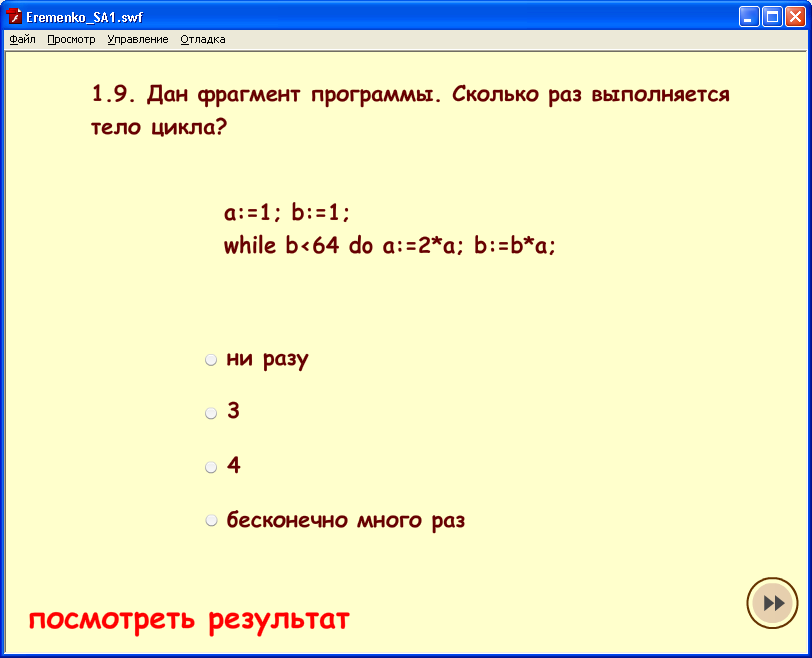 Eremenko_SA1.swf
Файл Просмотр Управление Отладка
1.9. Дан фрагмент программы. Сколько раз выполняется
тело цикла?
a:=1; b:=1;
while b<64 do a:=2*a; b:=b*a;
ни разу
3
4
бесконечно много раз
посмотреть результат